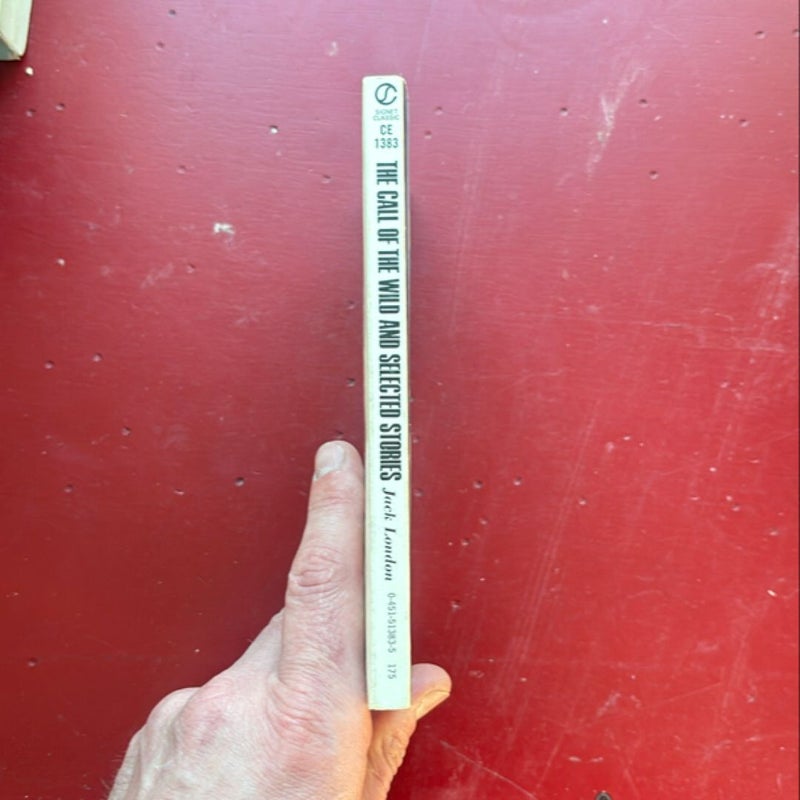 SIGNET
CLASSIC
CE
1383
THE CALL OF THE WILD AND SELECTED STORIES Jack London 0-451-51383-5 175